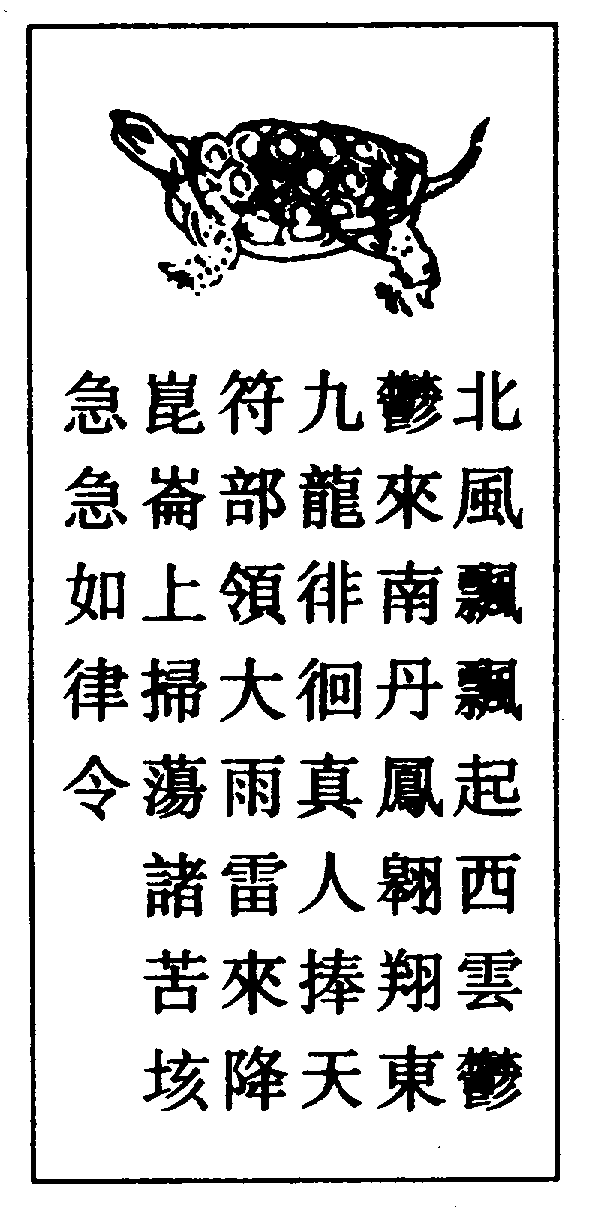 北風飄飄起西雲鬱
鬱來南丹鳳翱翔東
九龍徘徊真人捧天
符部領大雨雷來降
崑崙上掃蕩諸苦垓
急急如律令